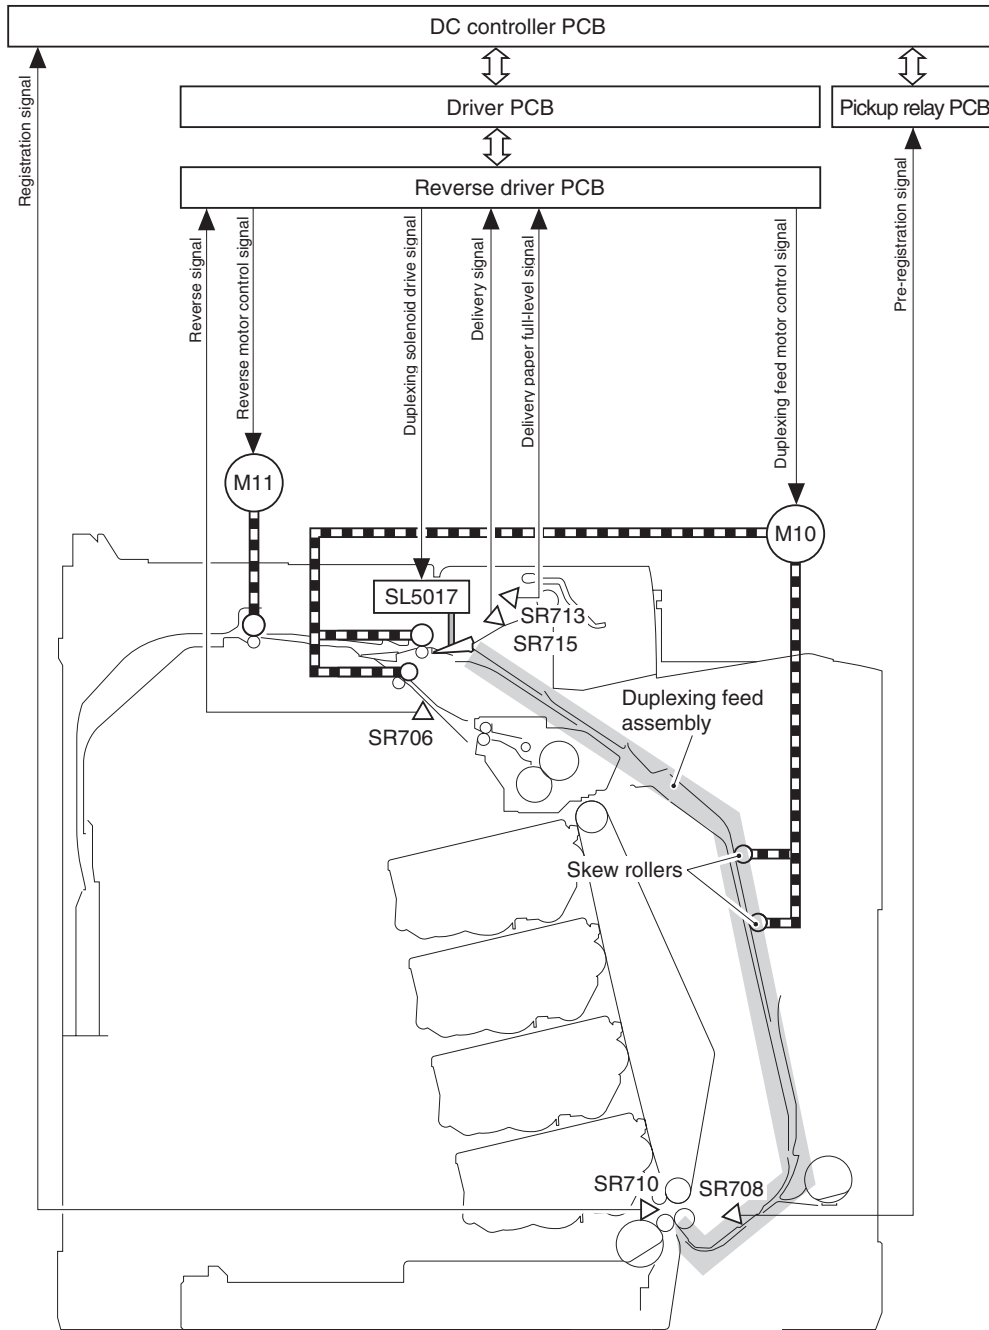 DC controller PCB
Driver PCB
Pickup relay PCB
Reverse driver PCB
Registration signal
Reverse signal
Reverse motor control signal
Duplexing solenoid drive signal
Delivery signal
Delivery paper full-level signal
Duplexing feed motor control signal
Pre-registration signal
M11
M10
SL5017
SR713
SR715
Duplexing feed
assembly
SR706
Skew rollers
SR710
SR708